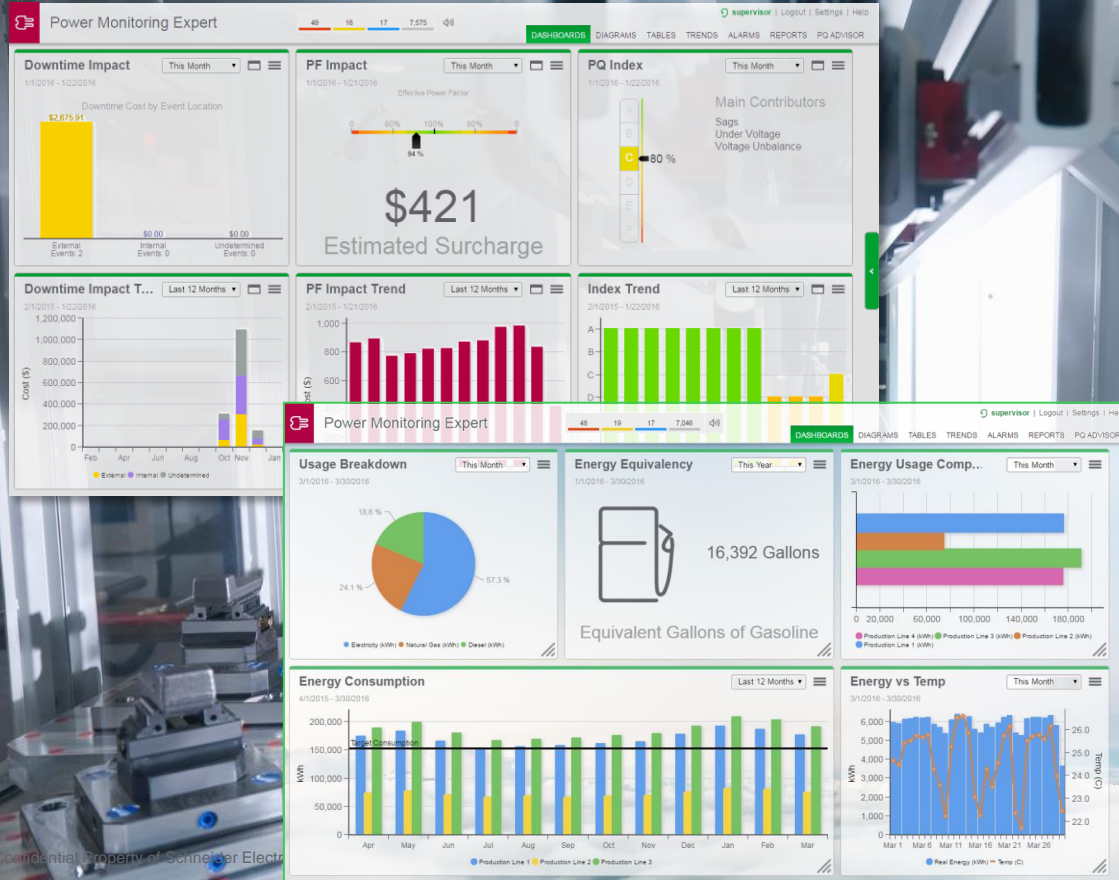 Power Monitoring Expert
49 16 17 7,575
supervisor | Logout | Settings | Help
DASHBOARDS DIAGRAMS TABLES TRENDS ALARMS REPORTS PQ ADVISOR
Downtime Impact This Month
1/1/2016 - 1/22/2016
Downtime Cost by Event Location
$2,675.91
$0.00
$0.00
External
Events: 2
Internal
Events: 0
Undetermined
Events: 0
PF Impact This Month
1/1/2016 - 1/21/2016
Effective Power Factor
0 80% 100% 80% 0
94 %
$421
Estimated Surcharge
PQ Index This Month
1/1/2016 - 1/22/2016
A
B
C
D
E
F
80 %
Main Contributors
Sags
Under Voltage
Voltage Unbalance
Downtime Impact T... Last 12 Months
2/1/2015 - 1/22/2016
Cost ($)
1,200,000
1,000,000
800,000
600,000
400,000
200,000
0
Feb Apr Jun Aug Oct Nov Jan
External Internal Undetermined
PF Impact Trend Last 12 Months
2/1/2015 - 1/21/2016
1,000
800
600
Cost ($)
Index Trend Last 12 Months
2/1/2015 - 1/22/2016
A
B
C
D
Power Monitoring Expert
48 19 17 7,046
supervisor | Logout | Settings | He
DASHBOARDS DIAGRAMS TABLES TRENDS ALARMS REPORTS PQ ADVISOR
Usage Breakdown This Month
3/1/2016 - 3/30/2016
18.6 %
24.1 %
57.3 %
Electricity (kWh) Natural Gas (kWh) Diesel (kWh)
Energy Equivalency This Year
1/1/2016 - 3/30/2016
16,392 Gallons
Equivalent Gallons of Gasoline
Energy Usage Comp... This Month
3/1/2016 - 3/30/2016
0 20,000 60,000 100,000 140,000 180,000
Production Line 4 (kWh) Production Line 3 (kWh) Production Line 2 (kWh)
Production Line 1 (kWh)
Energy Consumption Last 12 Months
4/1/2015 - 3/30/2016
kWh
200,000
150,000
100,000
50,000
0
Target Consumption
Apr May Jun Jul Aug Sep Oct Nov Dec Jan Feb Mar
Production Line 1 Production Line 2 Production Line 3
Energy vs Temp This Month
3/1/2016 - 3/30/2016
kWh
6,000
5,000
4,000
3,000
2,000
1,000
0
26.0
25.0
24.0
23.0
22.0
Temp (C)
Mar 1 Mar 6 Mar 11 Mar 16 Mar 21 Mar 26
Real Energy (kWh) Temp (C)
onfidential Property of Schneider Electr